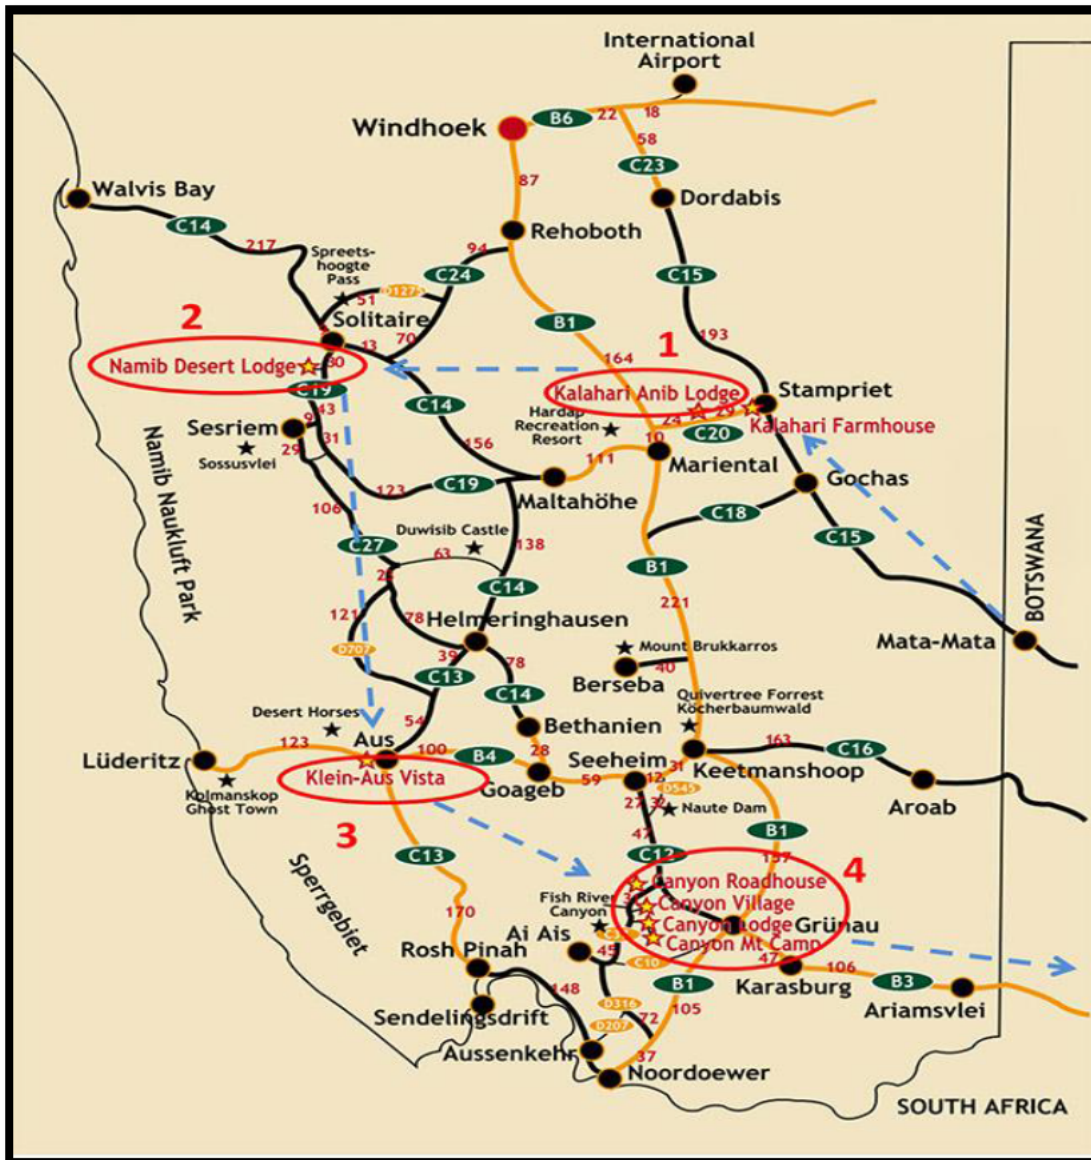 International
Airport
Windhoek
B6
22
18
58
C23
87
Walvis Bay
Dordabis
C14
Rehoboth
217
94
Spreets-
hoogte
Pass
C24
C15
D1275
51
2
Solitaire
B1
13
70
193
164
1
Namib Desert Lodge
30
Kalahari Anib Lodge
Stampriet
C19
C14
24
29
Kalahari Farmhouse
43
9
Hardap
Recreation
Resort
C20
Sesriem
31
156
10
29
Sossusvlei
111
Mariental
Gochas
123
C19
Maltahöhe
106
C18
Namib Naukluft Park
Duwisib Castle
C15
C27
63
138
BOTSWANA
B1
C14
121
78
221
Helmeringhausen
Mata-Mata
D707
39
78
Mount Brukkarros
C13
Berseba
40
C14
Quivertree Forrest
Köcherbaumwald
Desert Horses
54
Bethanien
123
Aus
100
B4
28
Seeheim
163
C16
Lüderitz
31
Keetmanshoop
Klein-Aus Vista
Goageb
59
D545
Aroab
Kolmanskop
Ghost Town
27
Naute Dam
3
47
B1
C13
C12
157
4
Canyon Roadhouse
Sperrgebiet
Fish River
Canyon
Canyon Village
170
Canyon Lodge
Grünau
Ai Ais
Canyon Mt Camp
45
C10
47
Rosh Pinah
Karasburg
106
B3
148
B1
105
Ariamsvlei
Sendelingsdrift
D316
72
D207
Aussenkehr
37
Noordoewer
SOUTH AFRICA